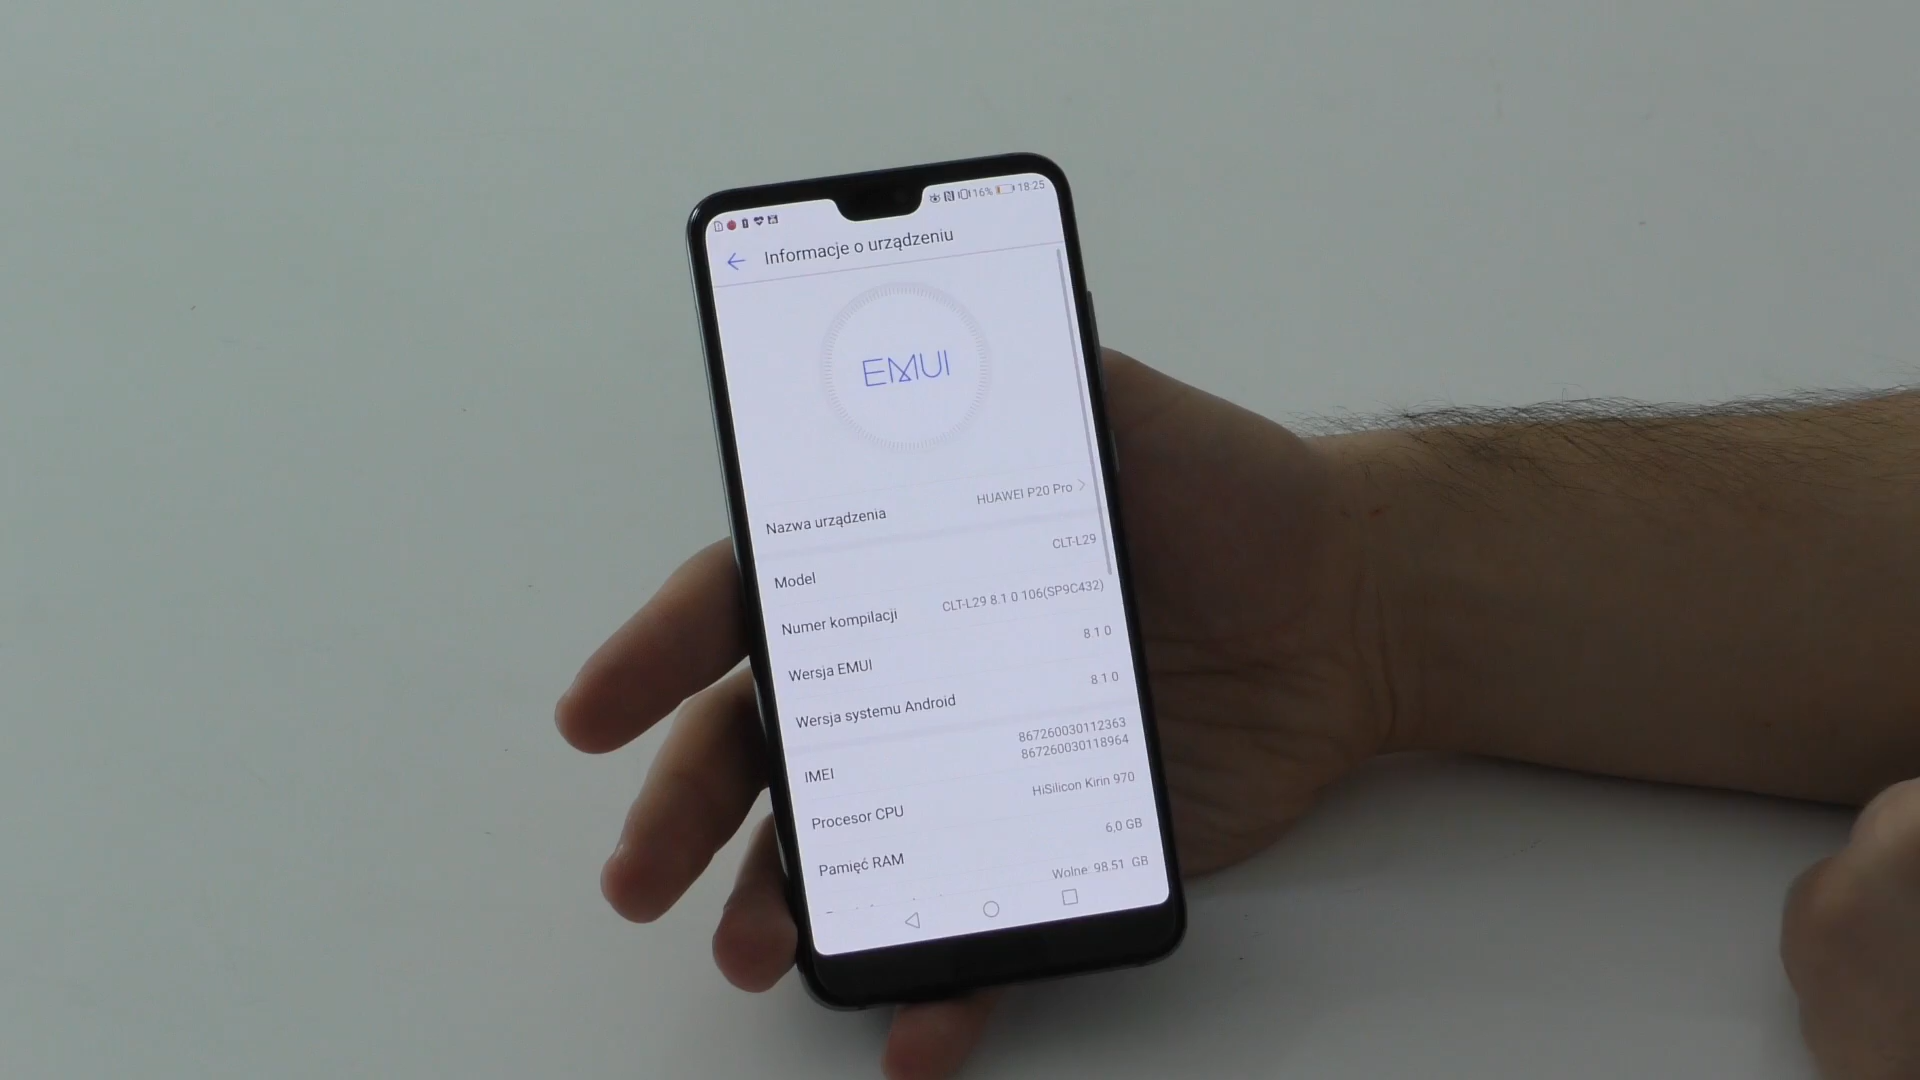 16% 18:25
Informacje o urządzeniu
EMUI
Nazwa urządzenia HUAWEI P20 Pro
Model CLT-L29
Numer kompilacji CLT-L29 8.1.0.106(SP9C432)
Wersja EMUI 8.1.0
Wersja systemu Android 8.1.0
IMEI 867260030112363
867260030118964
Procesor CPU HiSilicon Kirin 970
Pamięć RAM 6,0 GB
Wolne: 98.51 GB